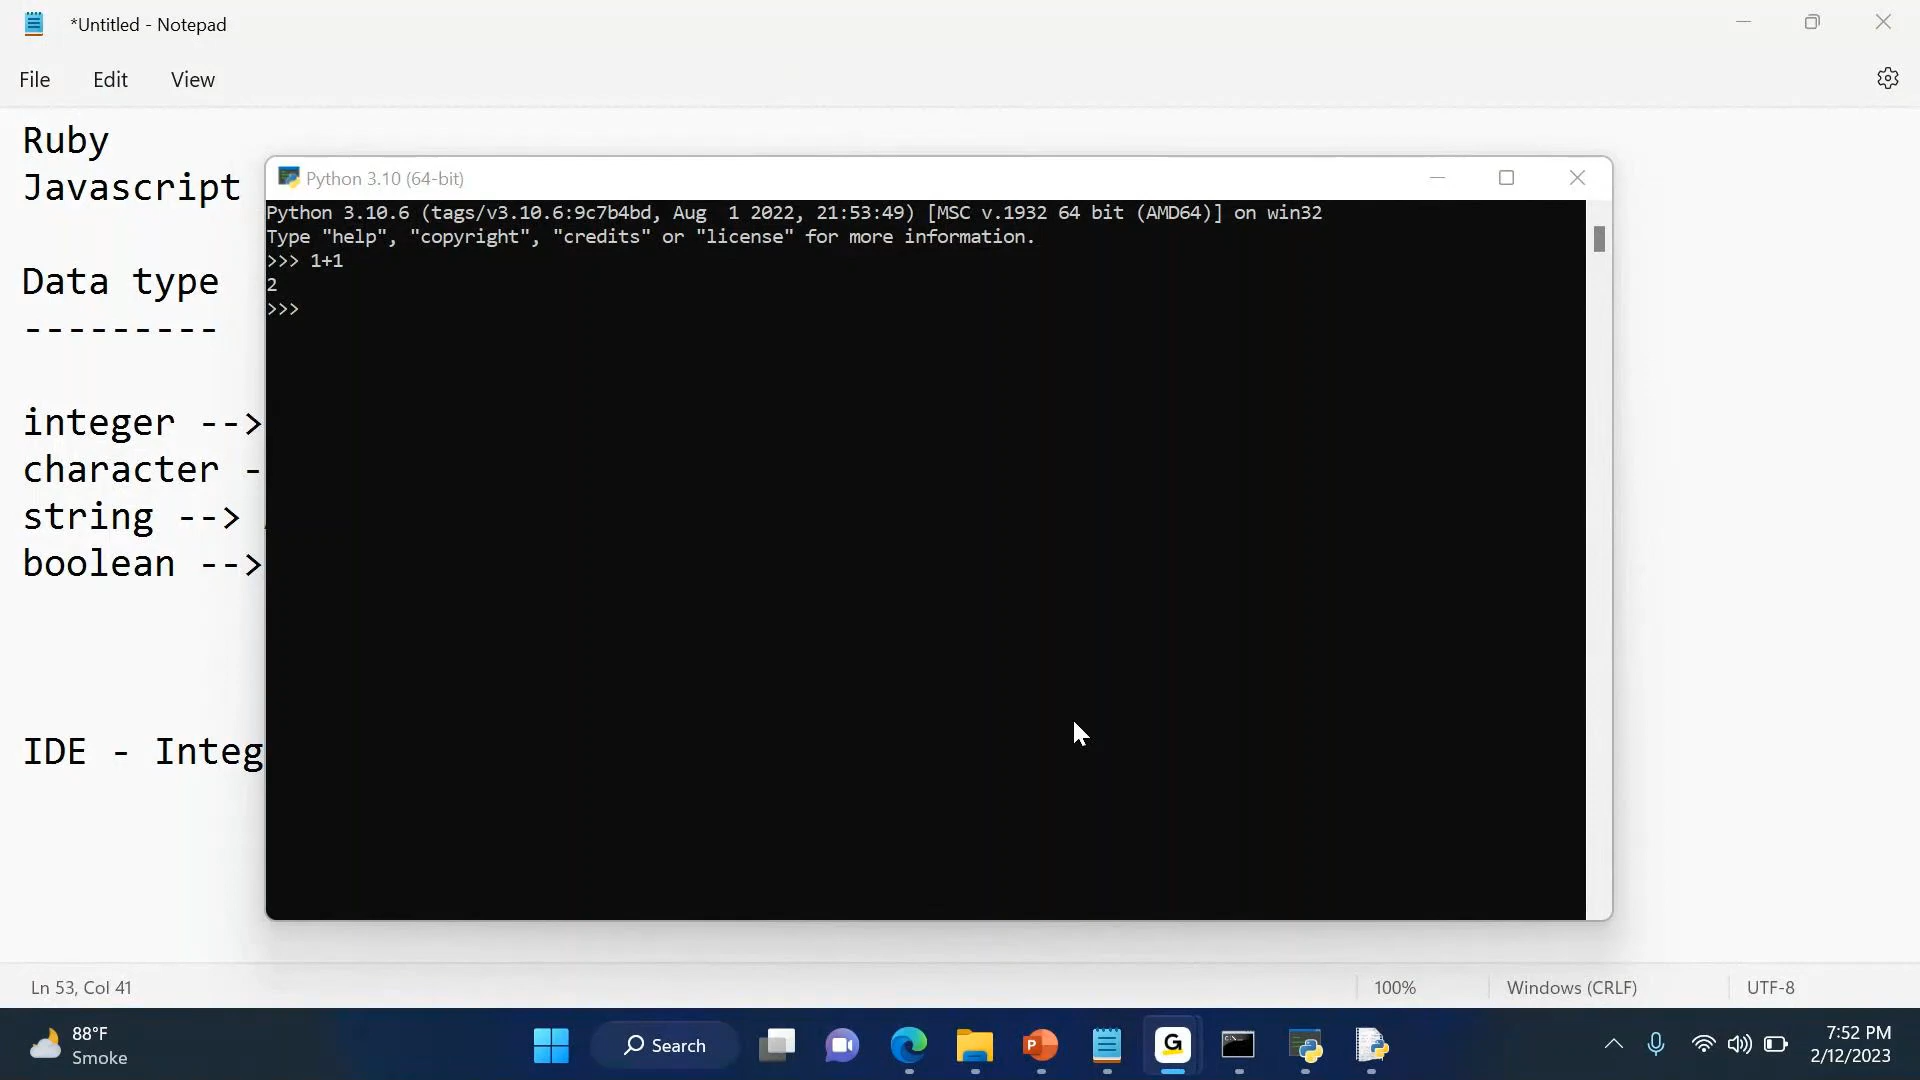 *Untitled - Notepad
File Edit View
Ruby
Javascript
Data type
---------
integer -->
character -
string -->
boolean -->
IDE - Integ
Python 3.10 (64-bit)
Python 3.10.6 (tags/v3.10.6:9c7b4bd, Aug  1 2022, 21:53:49) [MSC v.1932 64 bit (AMD64)] on win32
Type "help", "copyright", "credits" or "license" for more information.
>>> 1+1
2
>>>
Ln 53, Col 41 100% Windows (CRLF) UTF-8
88°F
Smoke
Search
7:52 PM
2/12/2023